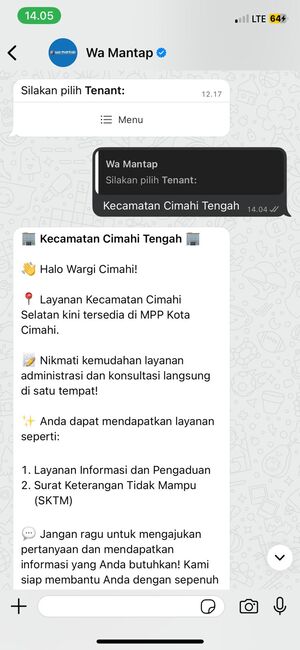 14.05
LTE 64
Wa Mantap
Silakan pilih Tenant:
12.17
Menu
Wa Mantap
Silakan pilih Tenant:
Kecamatan Cimahi Tengah 14.04
🏢 Kecamatan Cimahi Tengah 🏢
👋 Halo Wargi Cimahi!
📍 Layanan Kecamatan Cimahi
Selatan kini tersedia di MPP Kota
Cimahi.
📝 Nikmati kemudahan layanan
administrasi dan konsultasi langsung
di satu tempat!
✨ Anda dapat mendapatkan layanan
seperti:
1. Layanan Informasi dan Pengaduan
2. Surat Keterangan Tidak Mampu
(SKTM)
💬 Jangan ragu untuk mengajukan
pertanyaan dan mendapatkan
informasi yang Anda butuhkan! Kami
siap membantu Anda dengan sepenuh